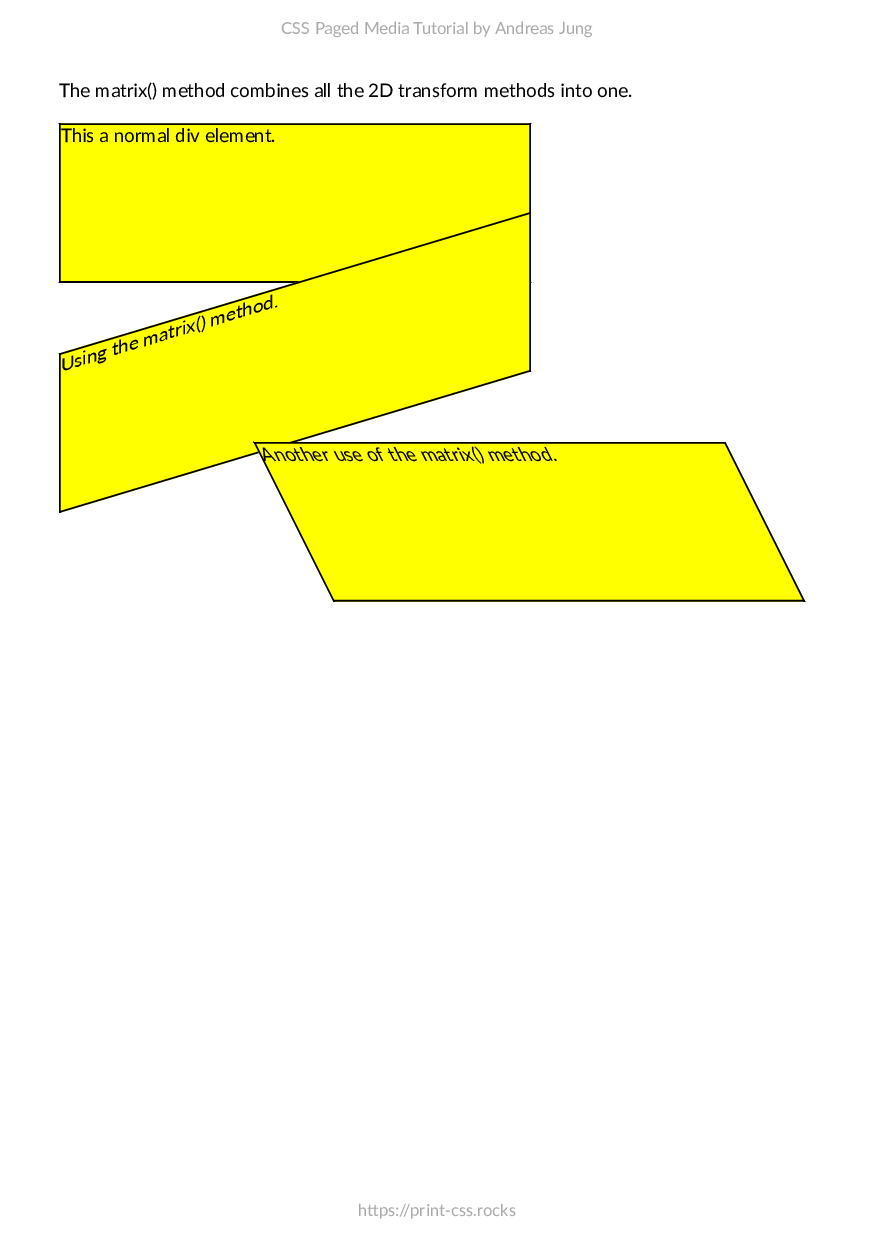 CSS Paged Media Tutorial by Andreas Jung
The matrix() method combines all the 2D transform methods into one.
This a normal div element.
Using the matrix() method.
Another use of the matrix() method.
https://print-css.rocks